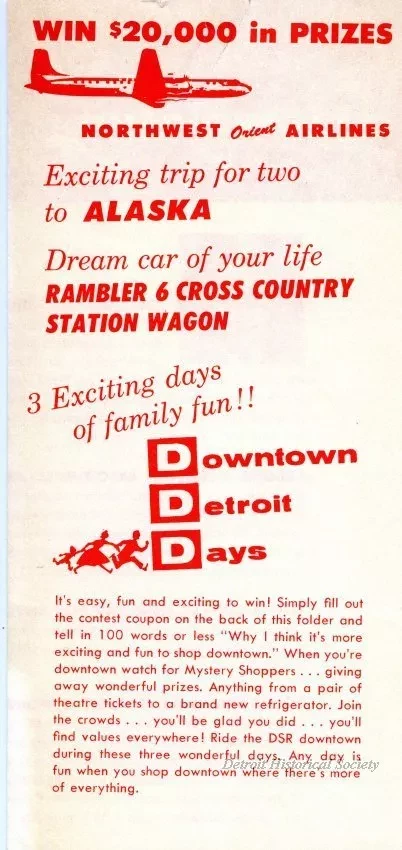 WIN $20,000 in PRIZES
NORTHWEST Orient AIRLINES
Exciting trip for two
to ALASKA
Dream car of your life
RAMBLER 6 CROSS COUNTRY
STATION WAGON
3 Exciting days
of family fun!!
Downtown
Detroit
Days
It's easy, fun and exciting to win! Simply fill out
the contest coupon on the back of this folder and
tell in 100 words or less "Why I think it's more
exciting and fun to shop downtown." When you're
downtown watch for Mystery Shoppers . . . giving
away wonderful prizes. Anything from a pair of
theatre tickets to a brand new refrigerator. Join
the crowds . . . you'll be glad you did . . . you'll
find values everywhere! Ride the DSR downtown
during these three wonderful days. Any day is
fun when you shop downtown where there's more
of everything.
Detroit Historical Society